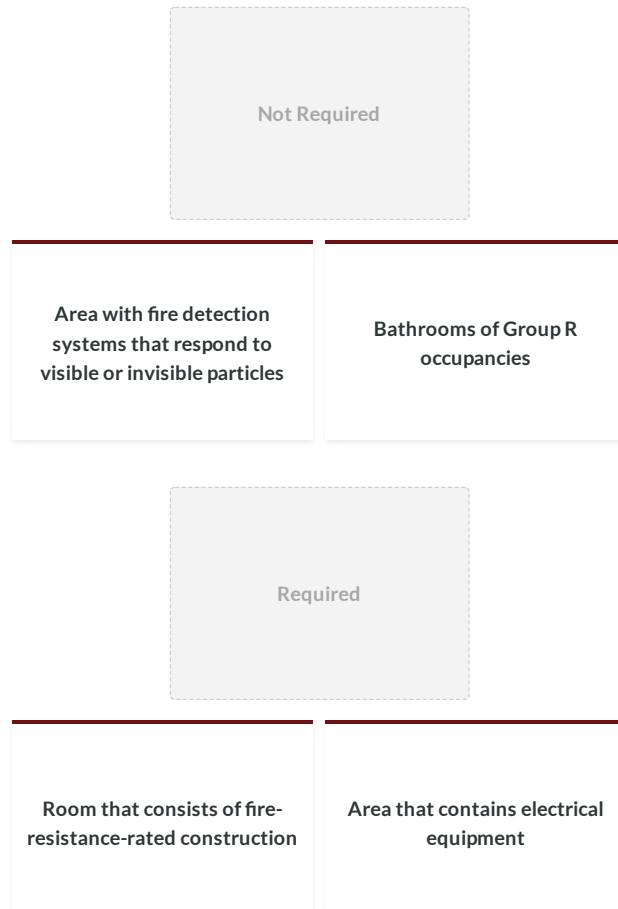 Not Required
Area with fire detection
systems that respond to
visible or invisible particles
Bathrooms of Group R
occupancies
Required
Room that consists of fire-
resistance-rated construction
Area that contains electrical
equipment